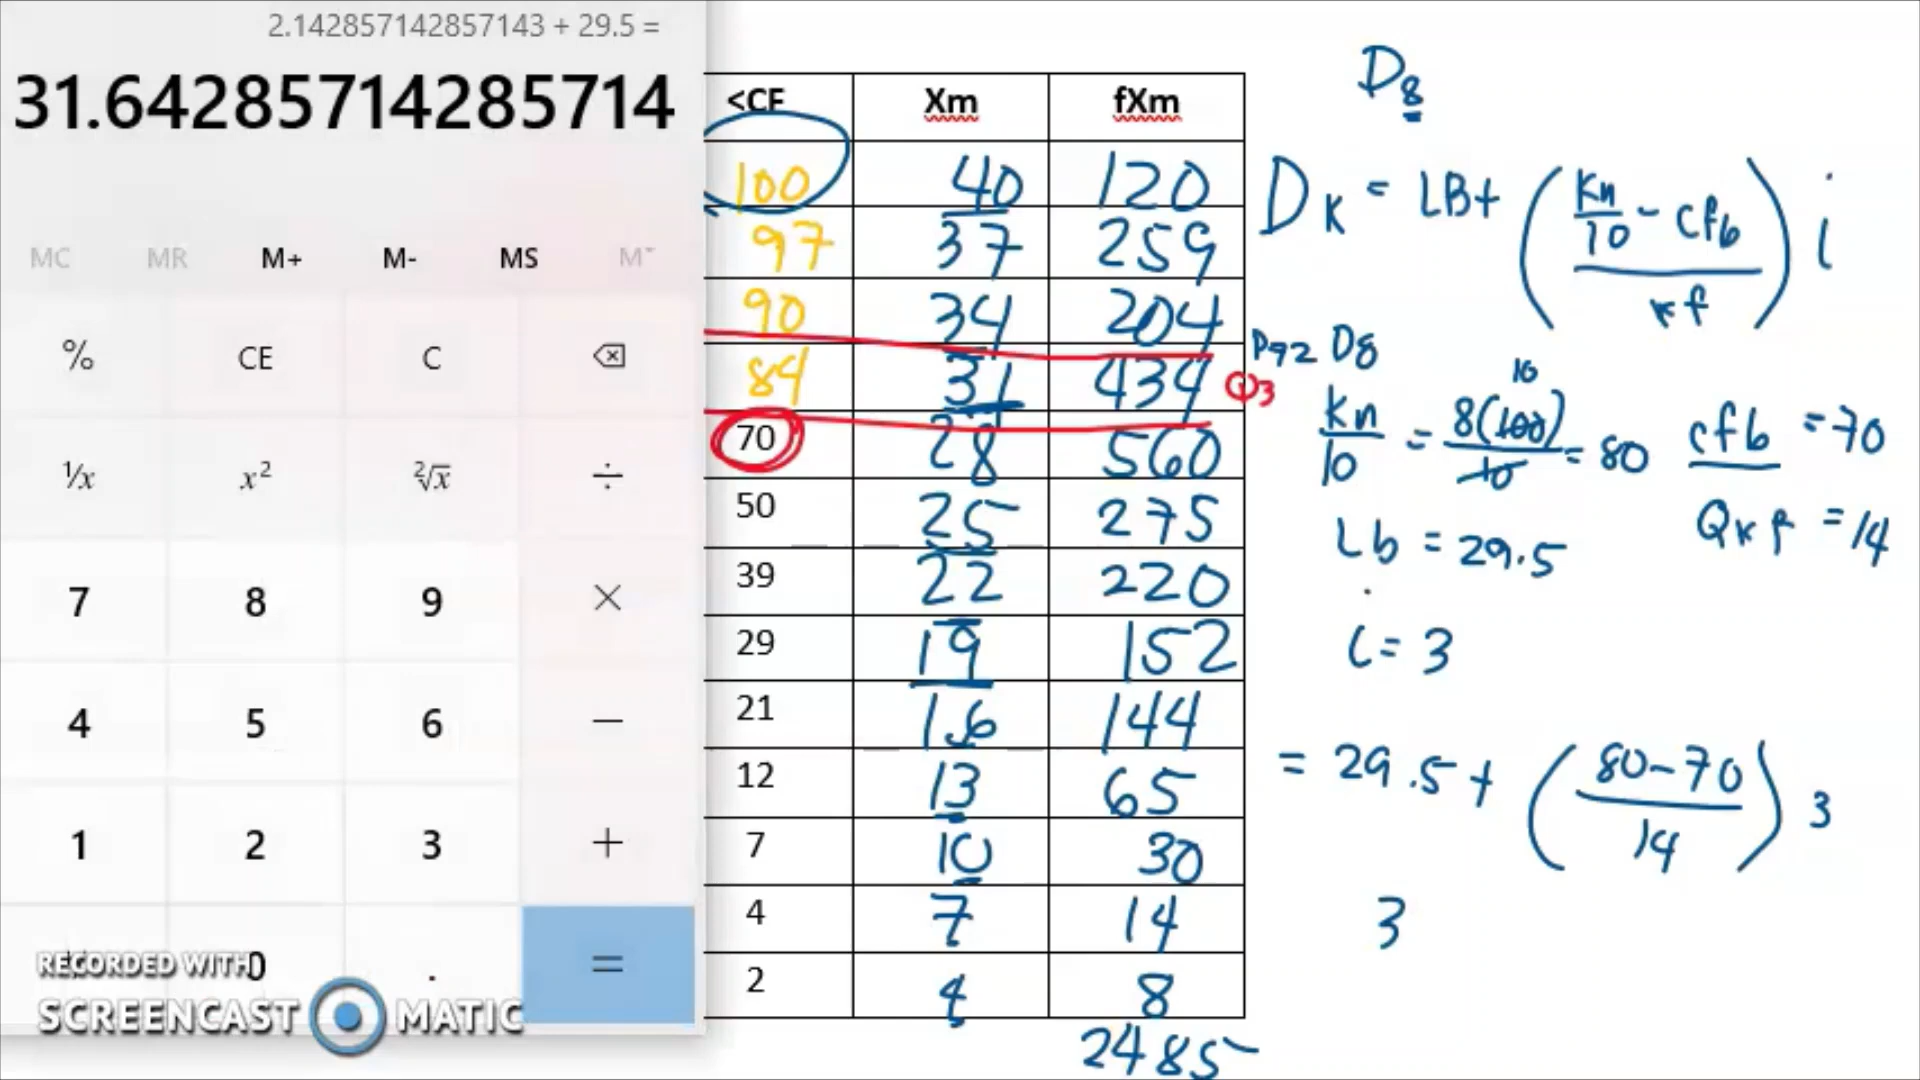 2.142857142857143 + 29.5 =
31.64285714285714
MC MR M+ M- MS M˅
% CE C
¹/x x² ²√x ÷
7 8 9 ×
4 5 6 −
1 2 3 +
0 . =
RECORDED WITH
SCREENCAST MATIC
<CF Xm fXm
100 40 120
97 37 259
90 34 204
84 31 434
70 28 560
50 25 275
39 22 220
29 19 152
21 16 144
12 13 65
7 10 30
4 7 14
2 4 8
2485
D8
DK = LB+ (Kn/10 - cfb / Kf) i
P72 D8
Q3
Kn/10 = 8(100)/10 = 80
10
cfb = 70
Lb = 29.5
QKf = 14
i = 3
= 29.5 + (80-70 / 14) 3
3